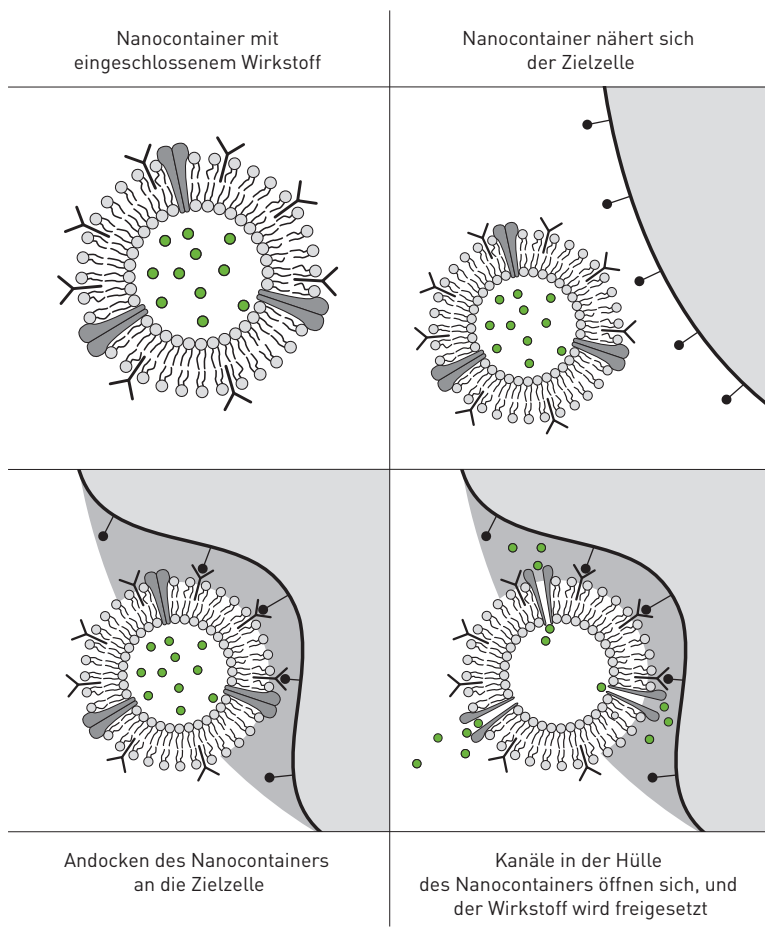 Nanocontainer mit
eingeschlossenem Wirkstoff
Nanocontainer nähert sich
der Zielzelle
Andocken des Nanocontainers
an die Zielzelle
Kanäle in der Hülle
des Nanocontainers öffnen sich, und
der Wirkstoff wird freigesetzt